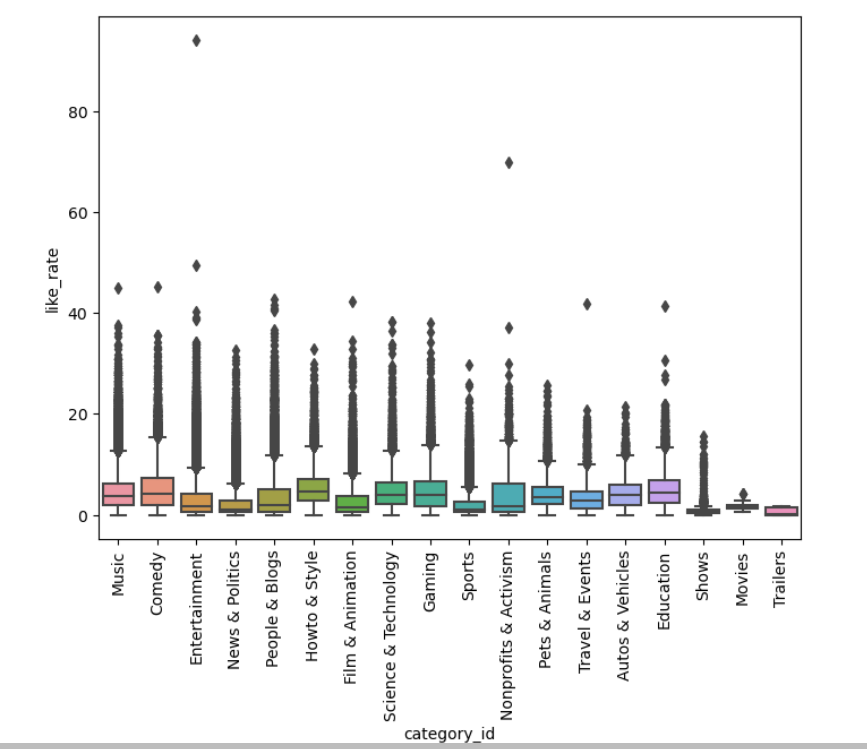 80
60
40
20
0
like_rate
Music
Comedy
Entertainment
News & Politics
People & Blogs
Howto & Style
Film & Animation
Science & Technology
Gaming
Sports
Nonprofits & Activism
Pets & Animals
Travel & Events
Autos & Vehicles
Education
Shows
Movies
Trailers
category_id